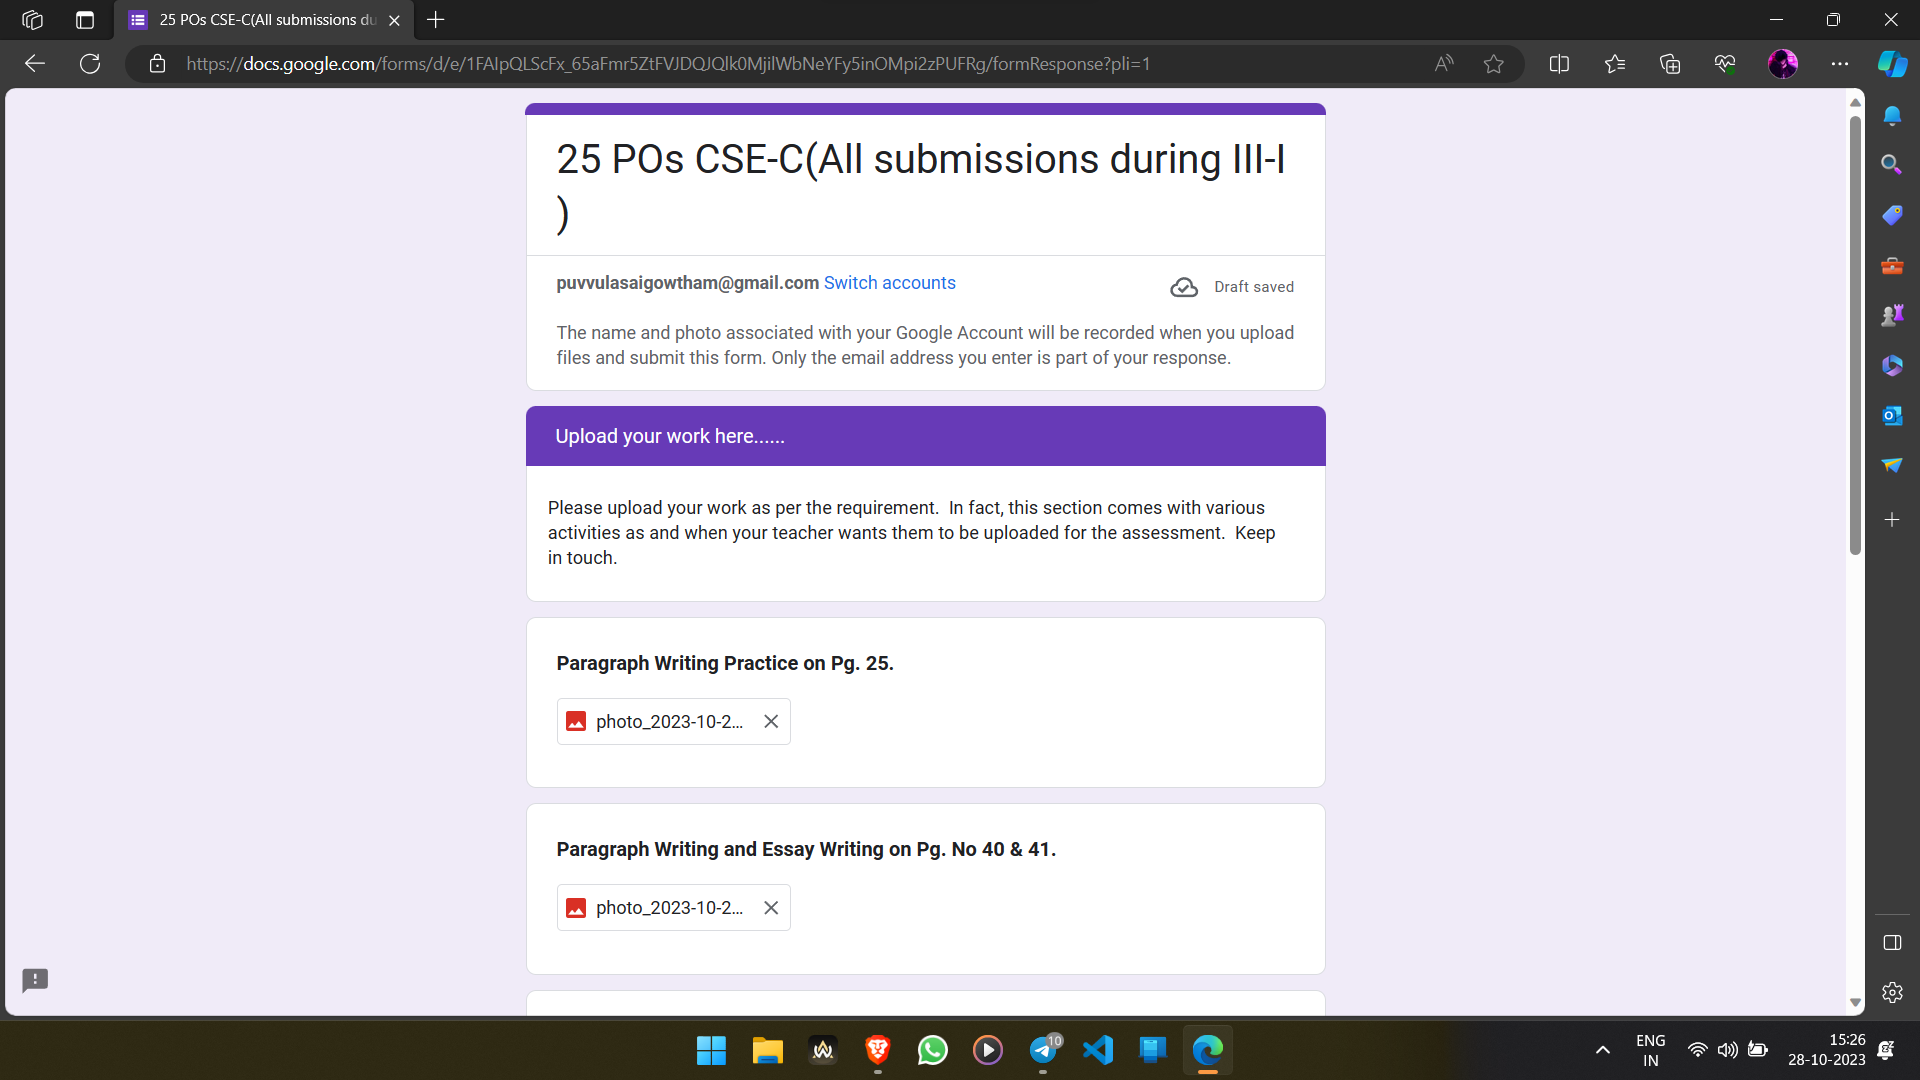 25 POs CSE-C(All submissions du
https://docs.google.com/forms/d/e/1FAIpQLScFx_65aFmr5ZtFVJDQJQlk0MjilWbNeYFy5inOMpi2zPUFRg/formResponse?pli=1
25 POs CSE-C(All submissions during III-I
)
puvvulasaigowtham@gmail.com Switch accounts
Draft saved
The name and photo associated with your Google Account will be recorded when you upload
files and submit this form. Only the email address you enter is part of your response.
Upload your work here......
Please upload your work as per the requirement.  In fact, this section comes with various
activities as and when your teacher wants them to be uploaded for the assessment.  Keep
in touch.
Paragraph Writing Practice on Pg. 25.
photo_2023-10-2...
Paragraph Writing and Essay Writing on Pg. No 40 & 41.
photo_2023-10-2...
10
ENG
IN
15:26
28-10-2023